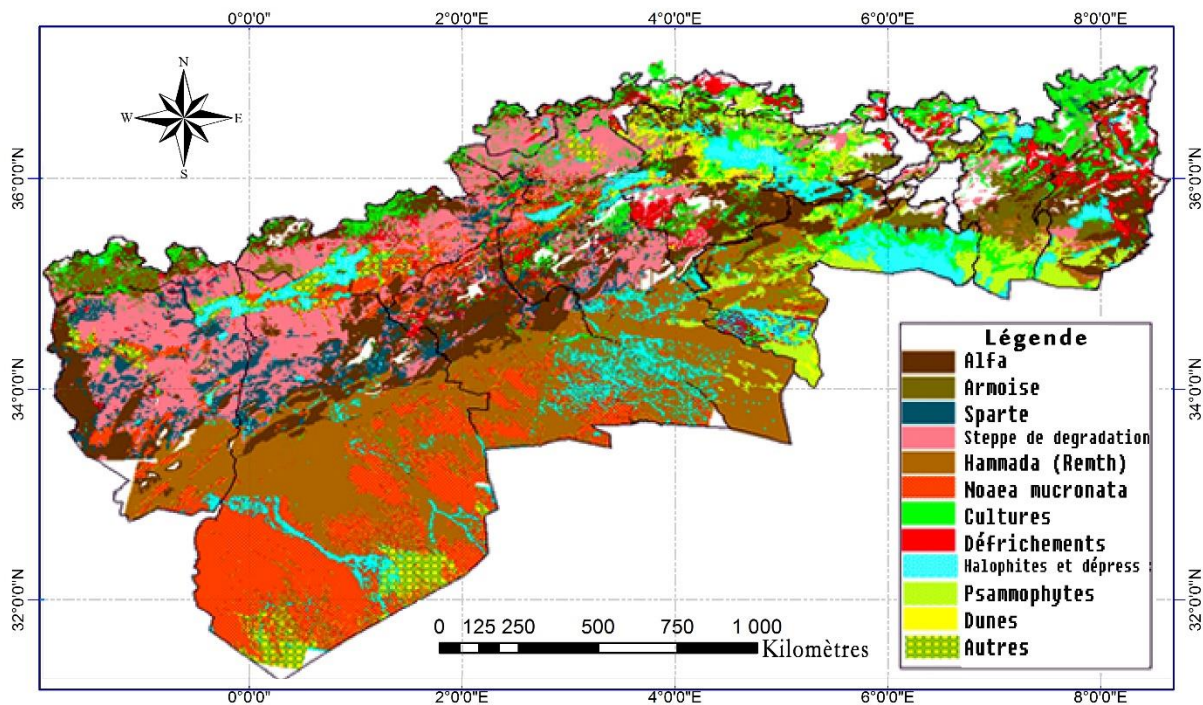 0°0'0" 2°0'0"E 4°0'0"E 6°0'0"E 8°0'0"E
N
W E
S
36°0'0"N 36°0'0"N
34°0'0"N 34°0'0"N
32°0'0"N 32°0'0"N
Légende
Alfa
Armoise
Sparte
Steppe de degradation
Hammada (Remth)
Noaea mucronata
Cultures
Défrichements
Halophites et dépress :
Psammophytes
Dunes
Autres
0 125 250 500 750 1 000
Kilomètres
0°0'0" 2°0'0"E 4°0'0"E 6°0'0"E 8°0'0"E